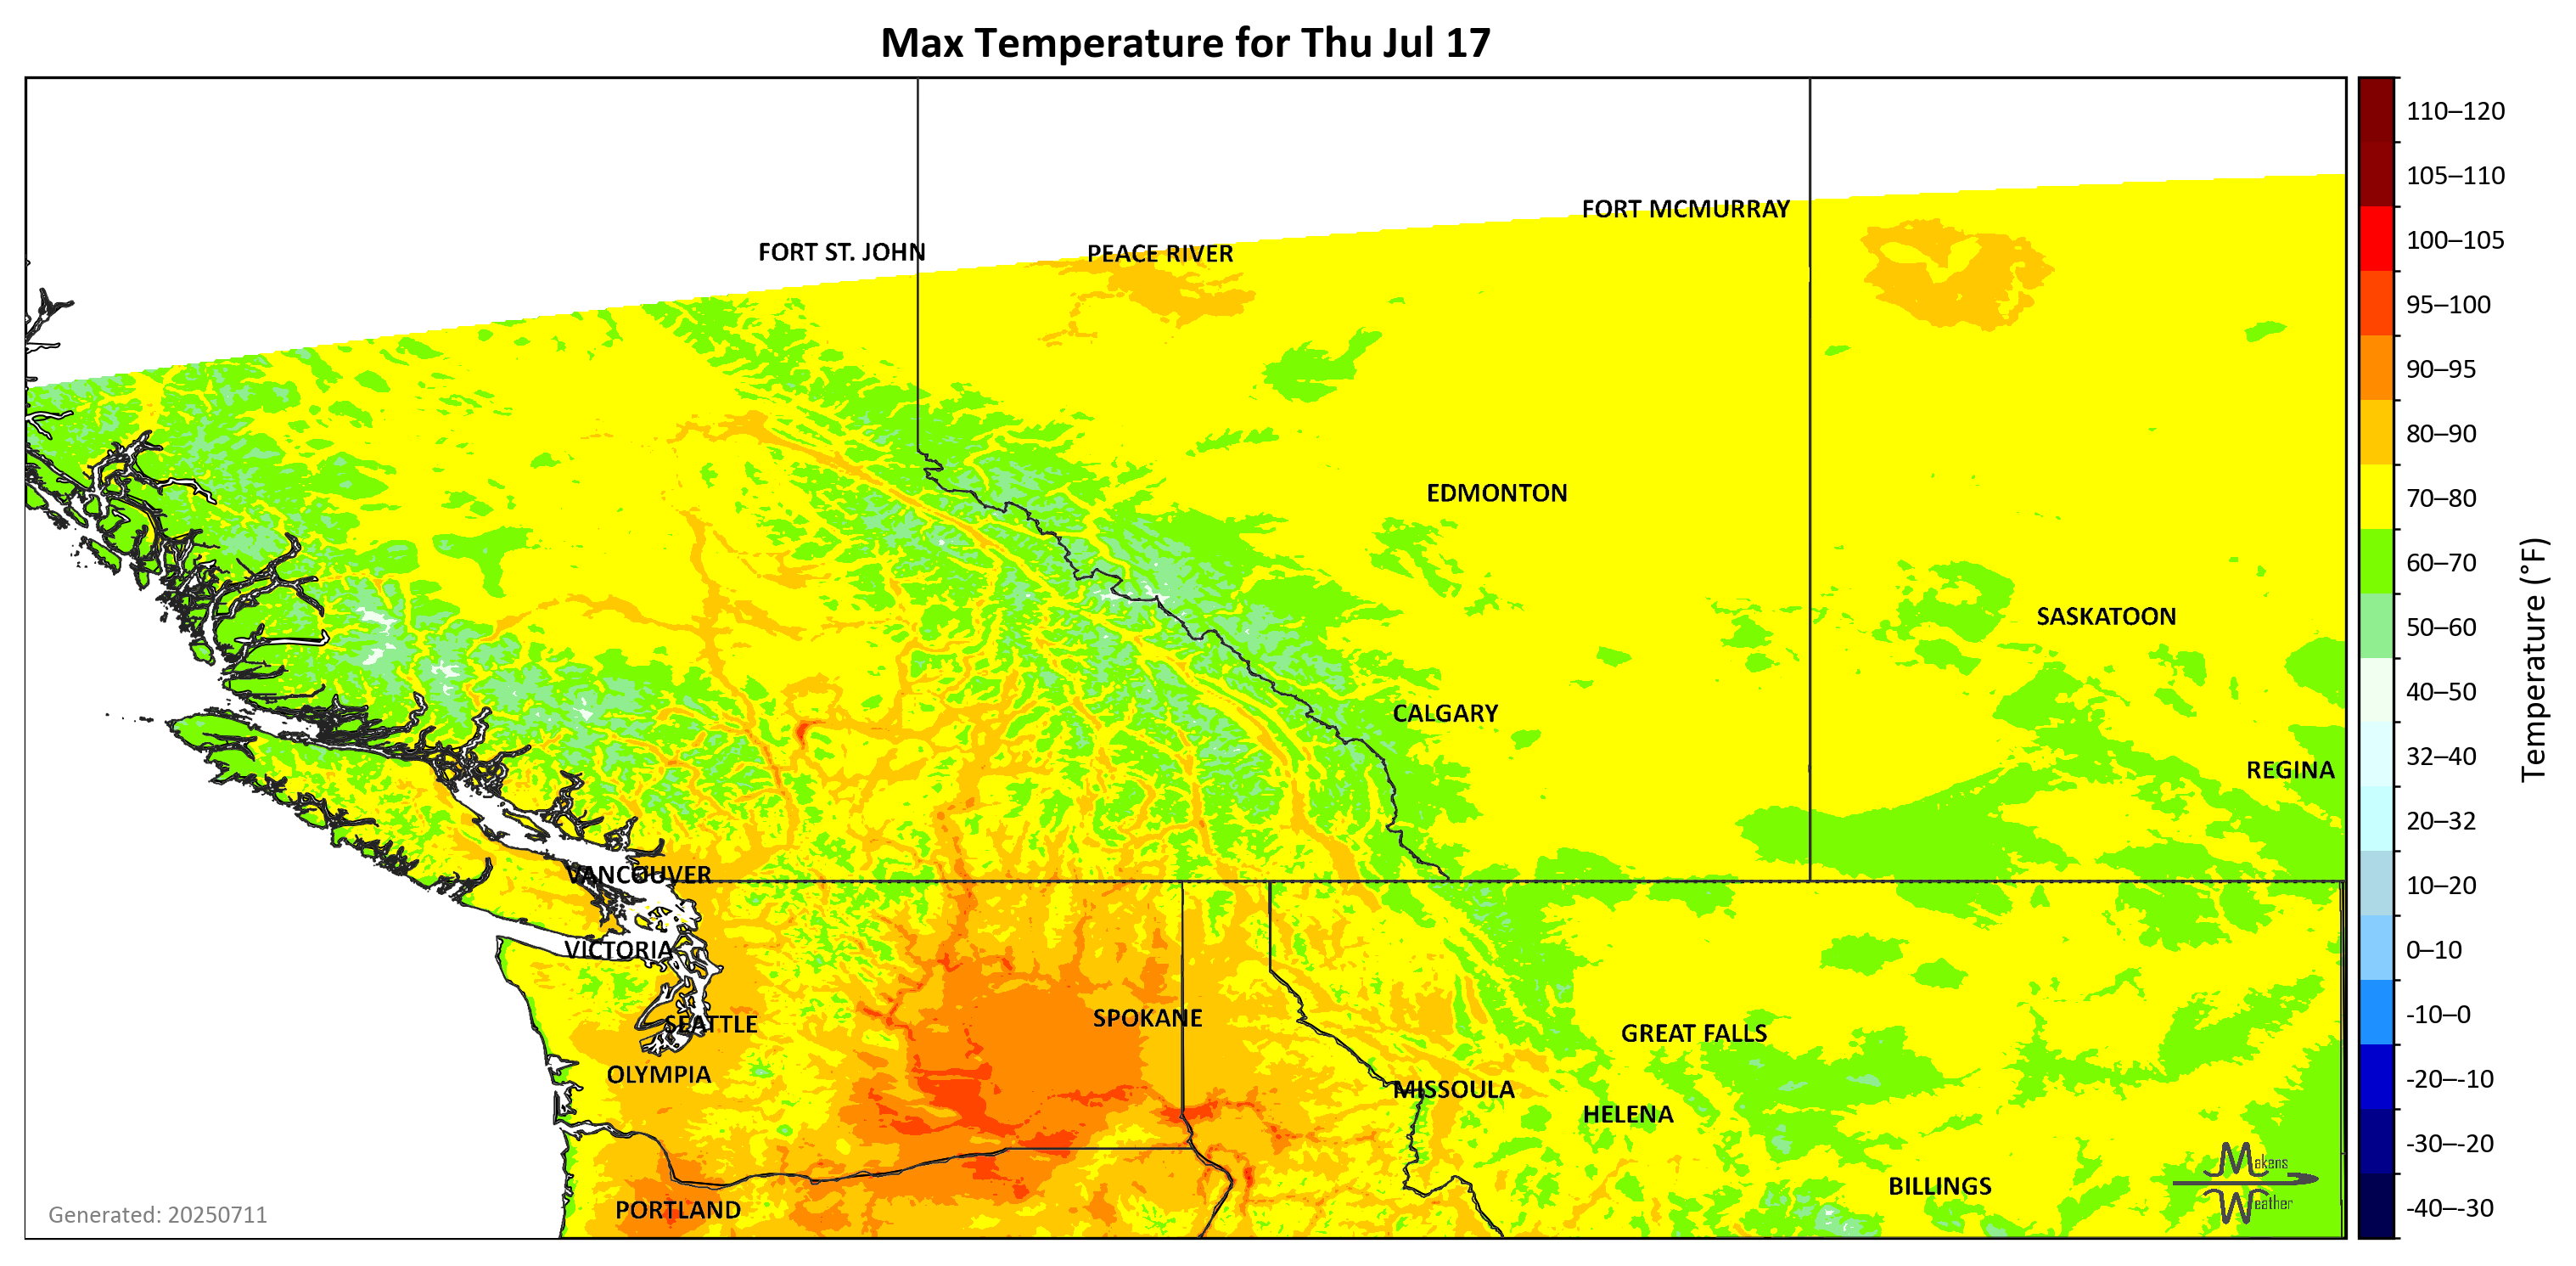 Max Temperature for Thu Jul 17
FORT MCMURRAY
FORT ST. JOHN
PEACE RIVER
EDMONTON
SASKATOON
CALGARY
REGINA
VANCOUVER
VICTORIA
SEATTLE
SPOKANE
GREAT FALLS
OLYMPIA
MISSOULA
HELENA
BILLINGS
PORTLAND
Makens
Weather
Generated: 20250711
110–120
105–110
100–105
95–100
90–95
80–90
70–80
60–70
50–60
40–50
32–40
20–32
10–20
0–10
-10–0
-20–-10
-30–-20
-40–-30
Temperature (°F)